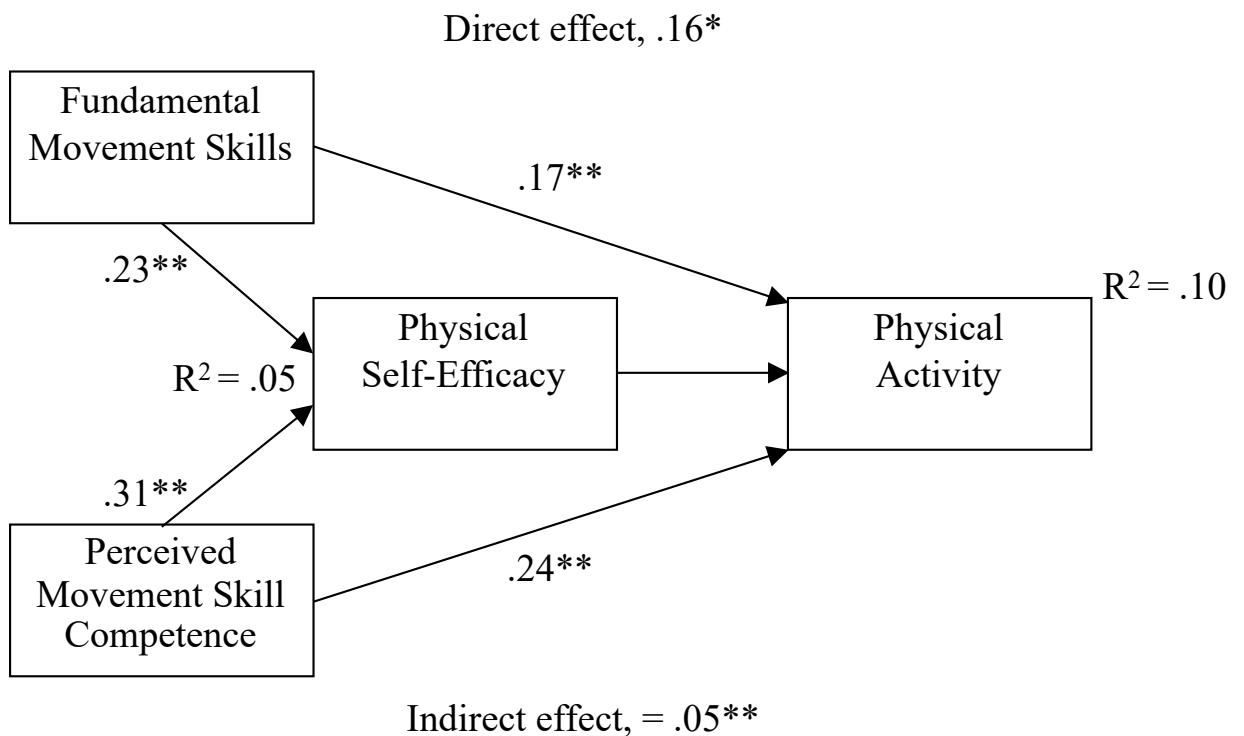 Direct effect, .16*
Fundamental
Movement Skills
.17**
.23**
R² = .10
Physical
Self-Efficacy
Physical
Activity
R² = .05
.31**
Perceived
Movement Skill
Competence
.24**
Indirect effect, = .05**